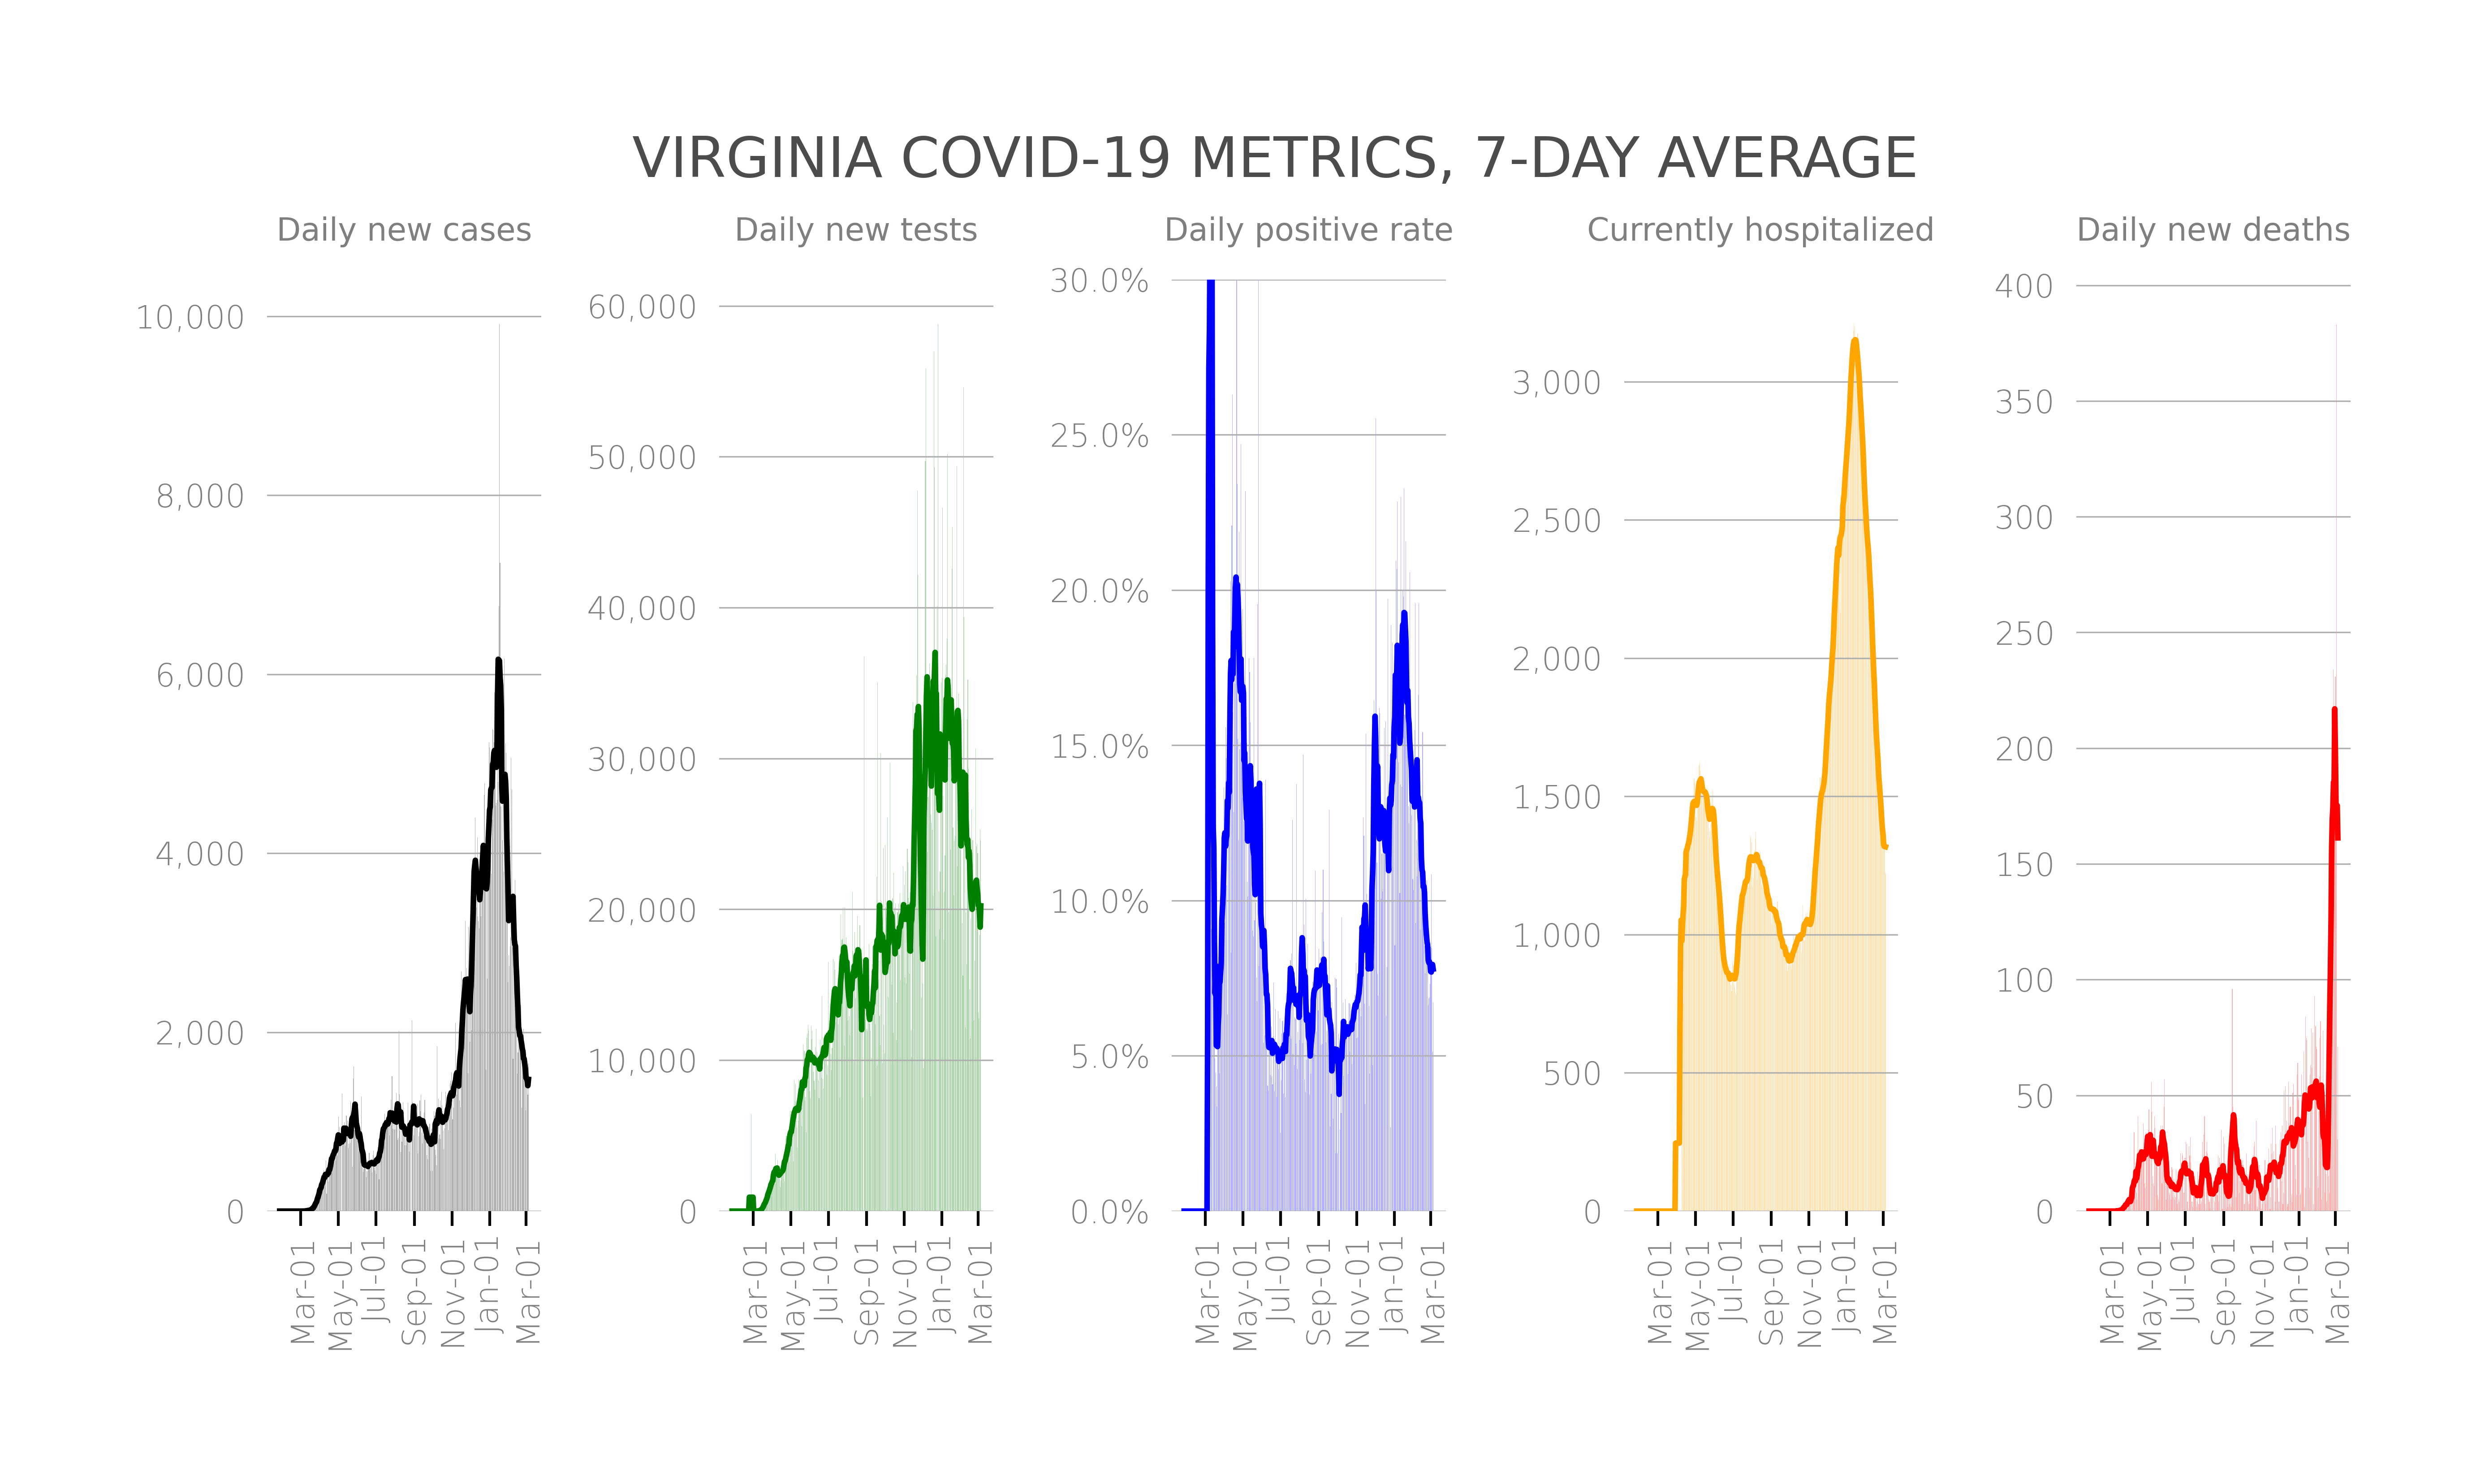 VIRGINIA COVID-19 METRICS, 7-DAY AVERAGE
Daily new cases
10,000
8,000
6,000
4,000
2,000
0
Mar-01
May-01
Jul-01
Sep-01
Nov-01
Jan-01
Mar-01
Daily new tests
60,000
50,000
40,000
30,000
20,000
10,000
0
Mar-01
May-01
Jul-01
Sep-01
Nov-01
Jan-01
Mar-01
Daily positive rate
30.0%
25.0%
20.0%
15.0%
10.0%
5.0%
0.0%
Mar-01
May-01
Jul-01
Sep-01
Nov-01
Jan-01
Mar-01
Currently hospitalized
3,000
2,500
2,000
1,500
1,000
500
0
Mar-01
May-01
Jul-01
Sep-01
Nov-01
Jan-01
Mar-01
Daily new deaths
400
350
300
250
200
150
100
50
0
Mar-01
May-01
Jul-01
Sep-01
Nov-01
Jan-01
Mar-01